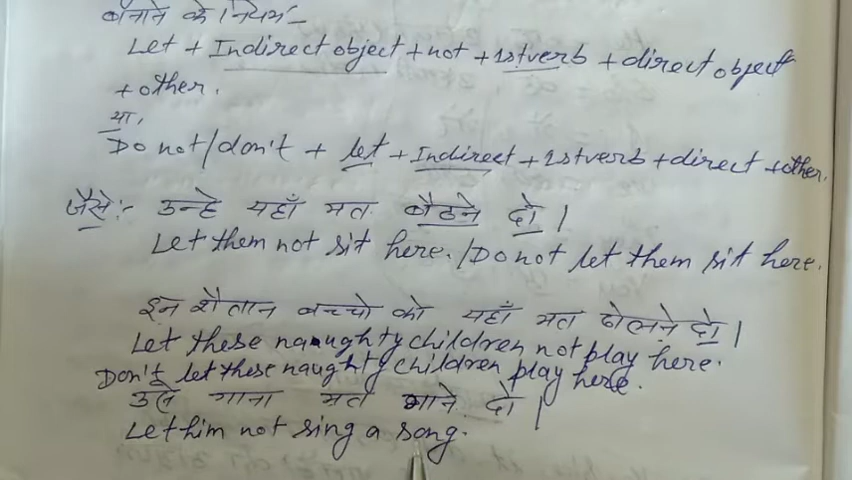 बनाने के नियम:-
Let + Indirect object + not + 1st verb + direct object
+ other.
या,
Do not/don't + let + Indirect + 1st verb + direct + other.
जैसे:- उन्हे यहाँ मत बैठने दो।
Let them not sit here. / Do not let them sit here.
इन शैतान बच्चो को यहाँ मत खेलने दो।
Let these naughty children not play here.
Don't let these naughty children play here.
उसे गाना मत गाने दो।
Let him not sing a song.